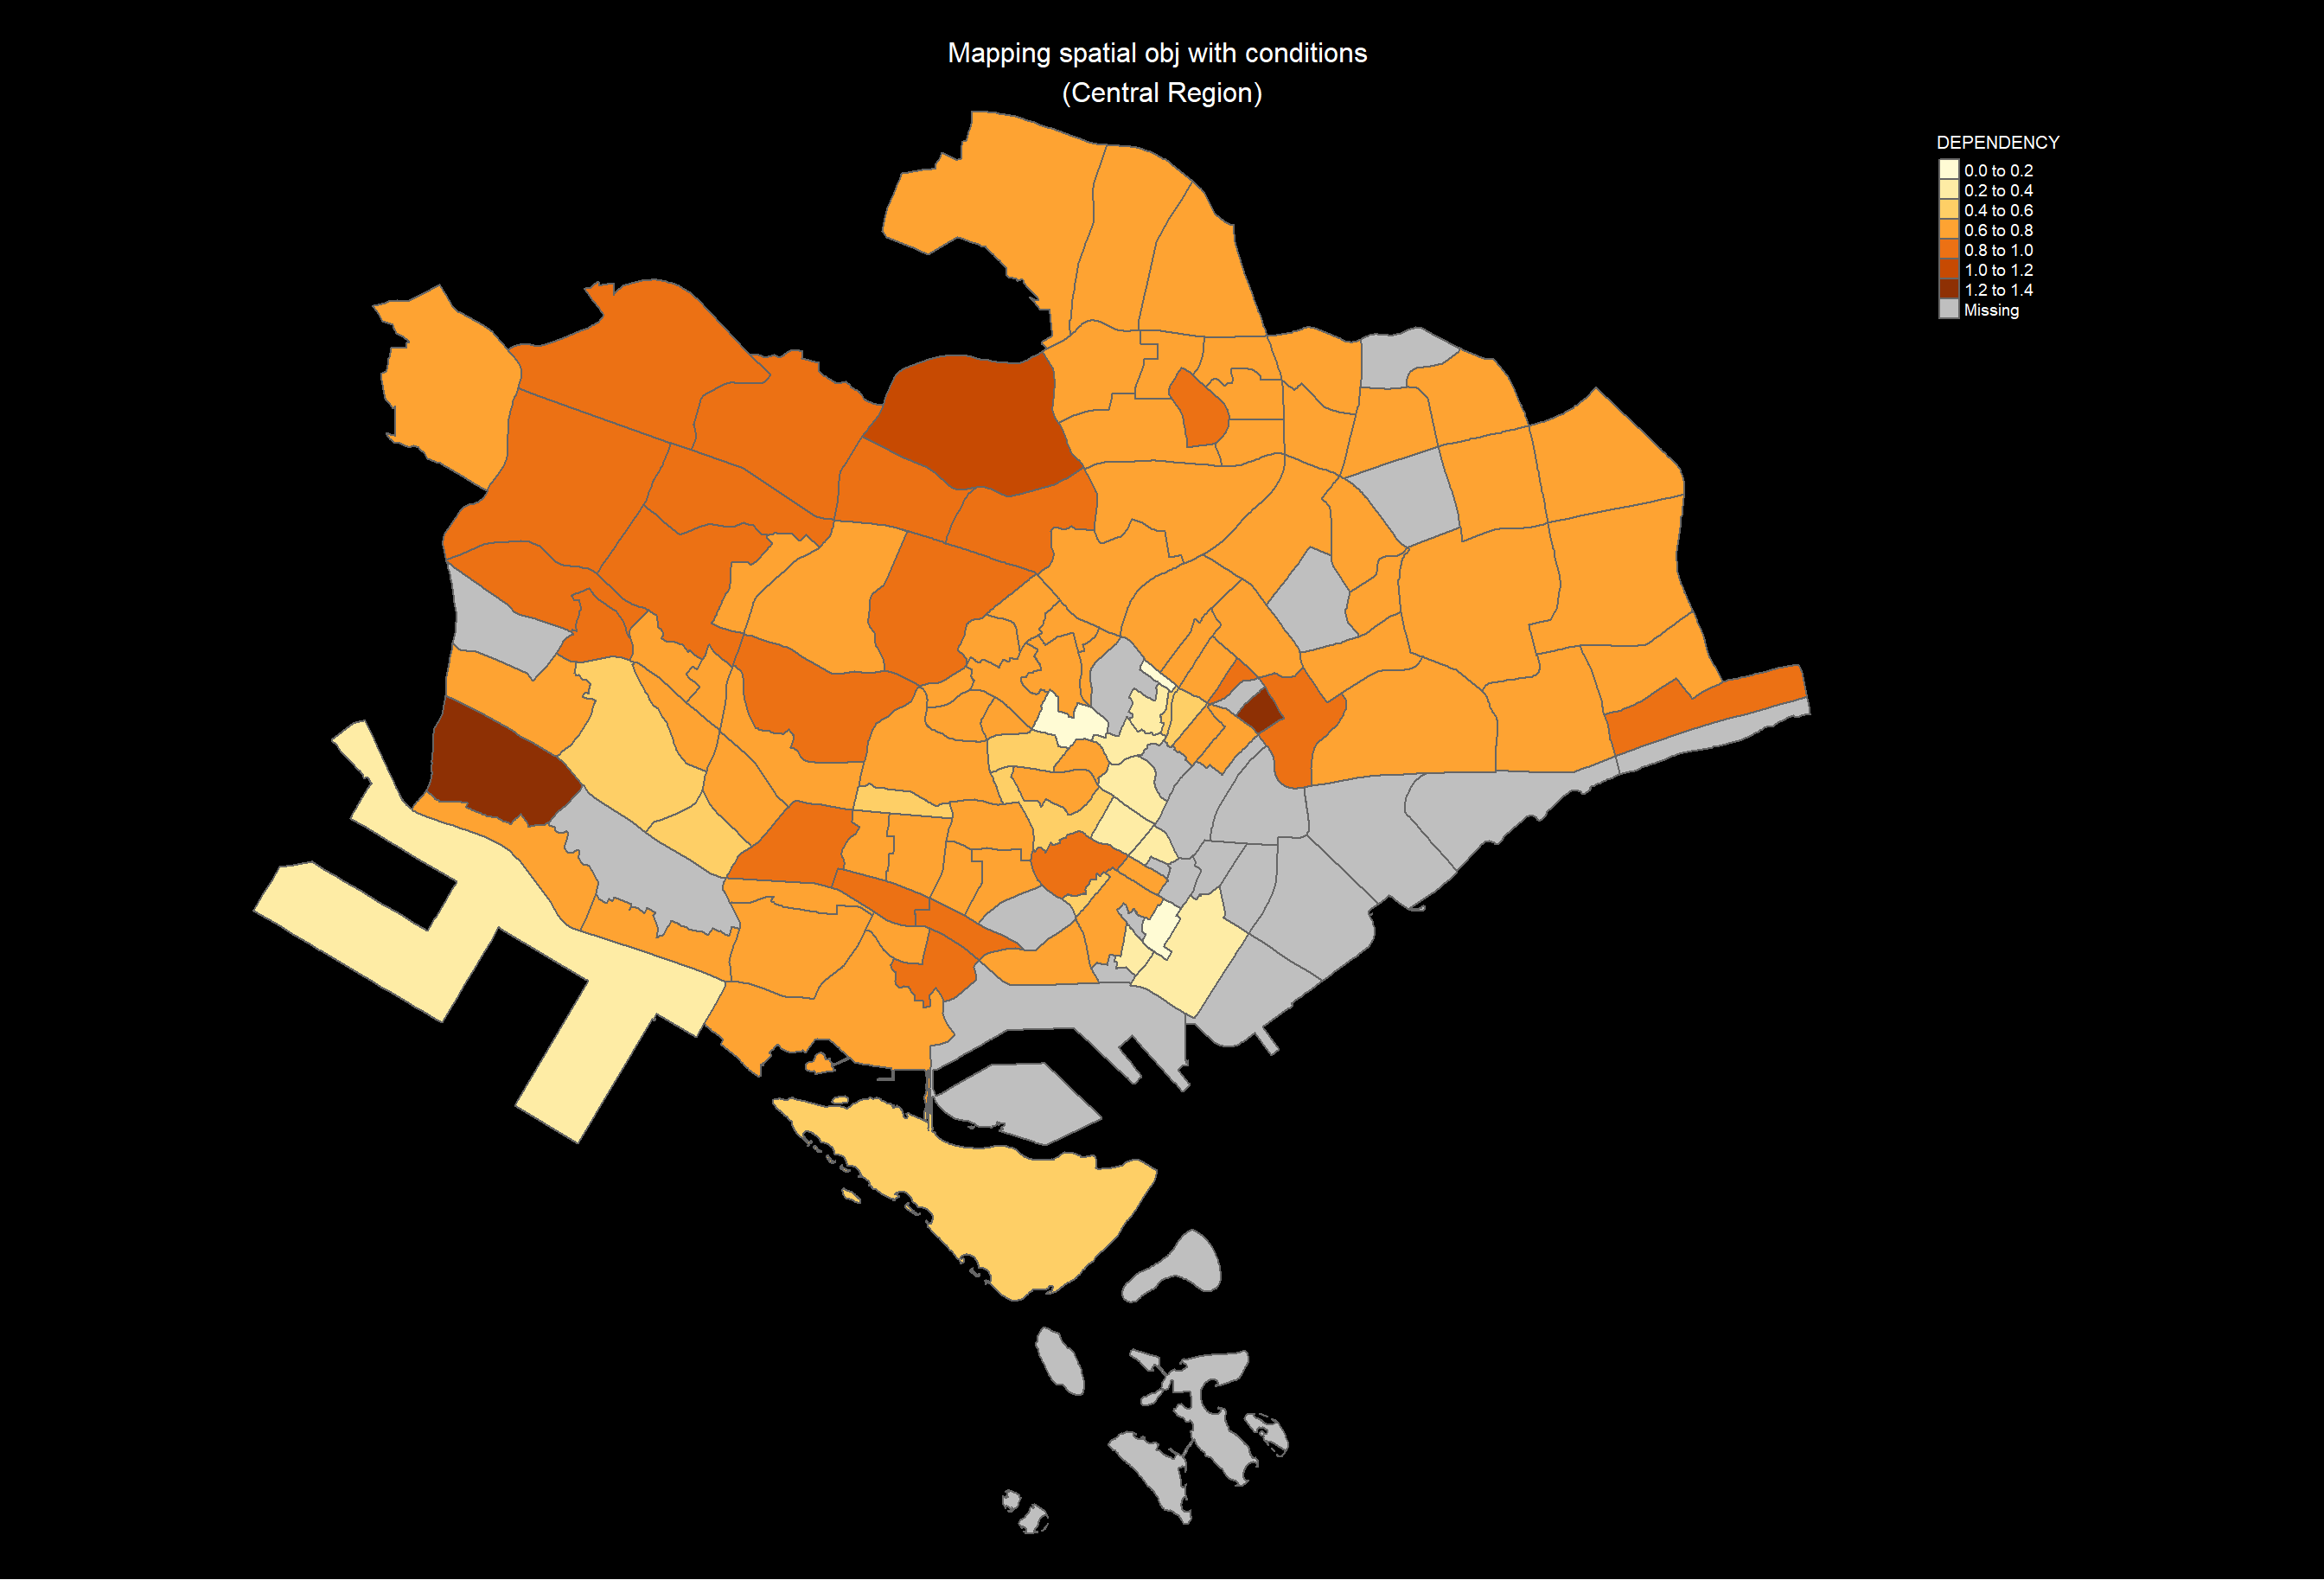 Mapping spatial obj with conditions
(Central Region)
DEPENDENCY
0.0 to 0.2
0.2 to 0.4
0.4 to 0.6
0.6 to 0.8
0.8 to 1.0
1.0 to 1.2
1.2 to 1.4
Missing